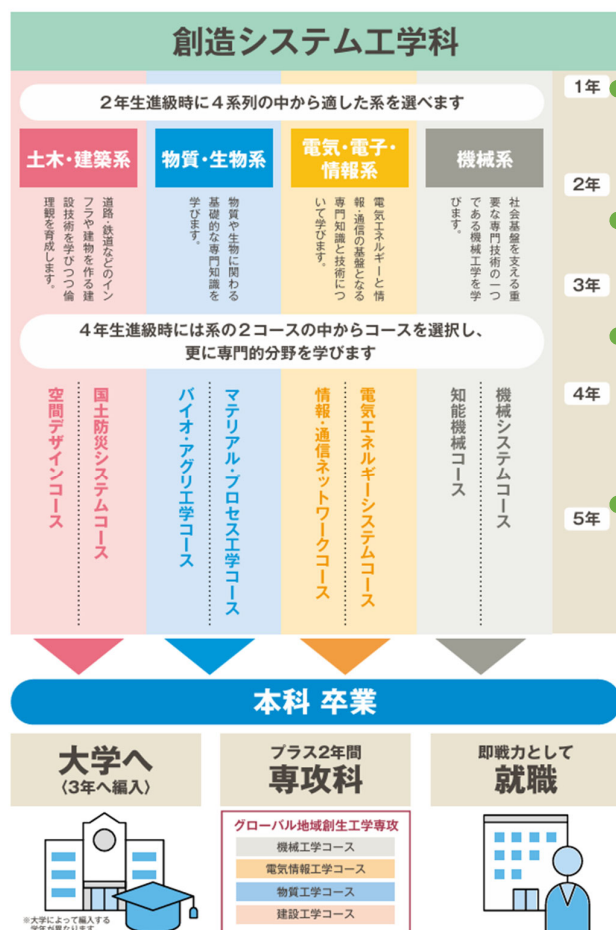 創造システム工学科
2年生進級時に4系列の中から適した系を選べます
土木・建築系
道路・鉄道などのイン
フラや建物を作る建
設技術を学びつつ倫
理観を育成します。
物質・生物系
物質や生物に関わる
基礎的な専門知識を
学びます。
電気・電子・
情報系
電気エネルギーと情
報・通信の基盤となる
専門知識と技術につ
いて学びます。
機械系
社会基盤を支える重
要な専門技術の一つ
である機械工学を学
びます。
4年生進級時には系の2コースの中からコースを選択し、
更に専門的分野を学びます
国土防災システムコース
空間デザインコース
マテリアル・プロセス工学コース
バイオ・アグリ工学コース
電気エネルギーシステムコース
情報・通信ネットワークコース
機械システムコース
知能機械コース
1年
2年
3年
4年
5年
本科 卒業
大学へ
〈3年へ編入〉
※大学によって編入する
学年が異なります
プラス2年間
専攻科
グローバル地域創生工学専攻
機械工学コース
電気情報工学コース
物質工学コース
建設工学コース
即戦力として
就職